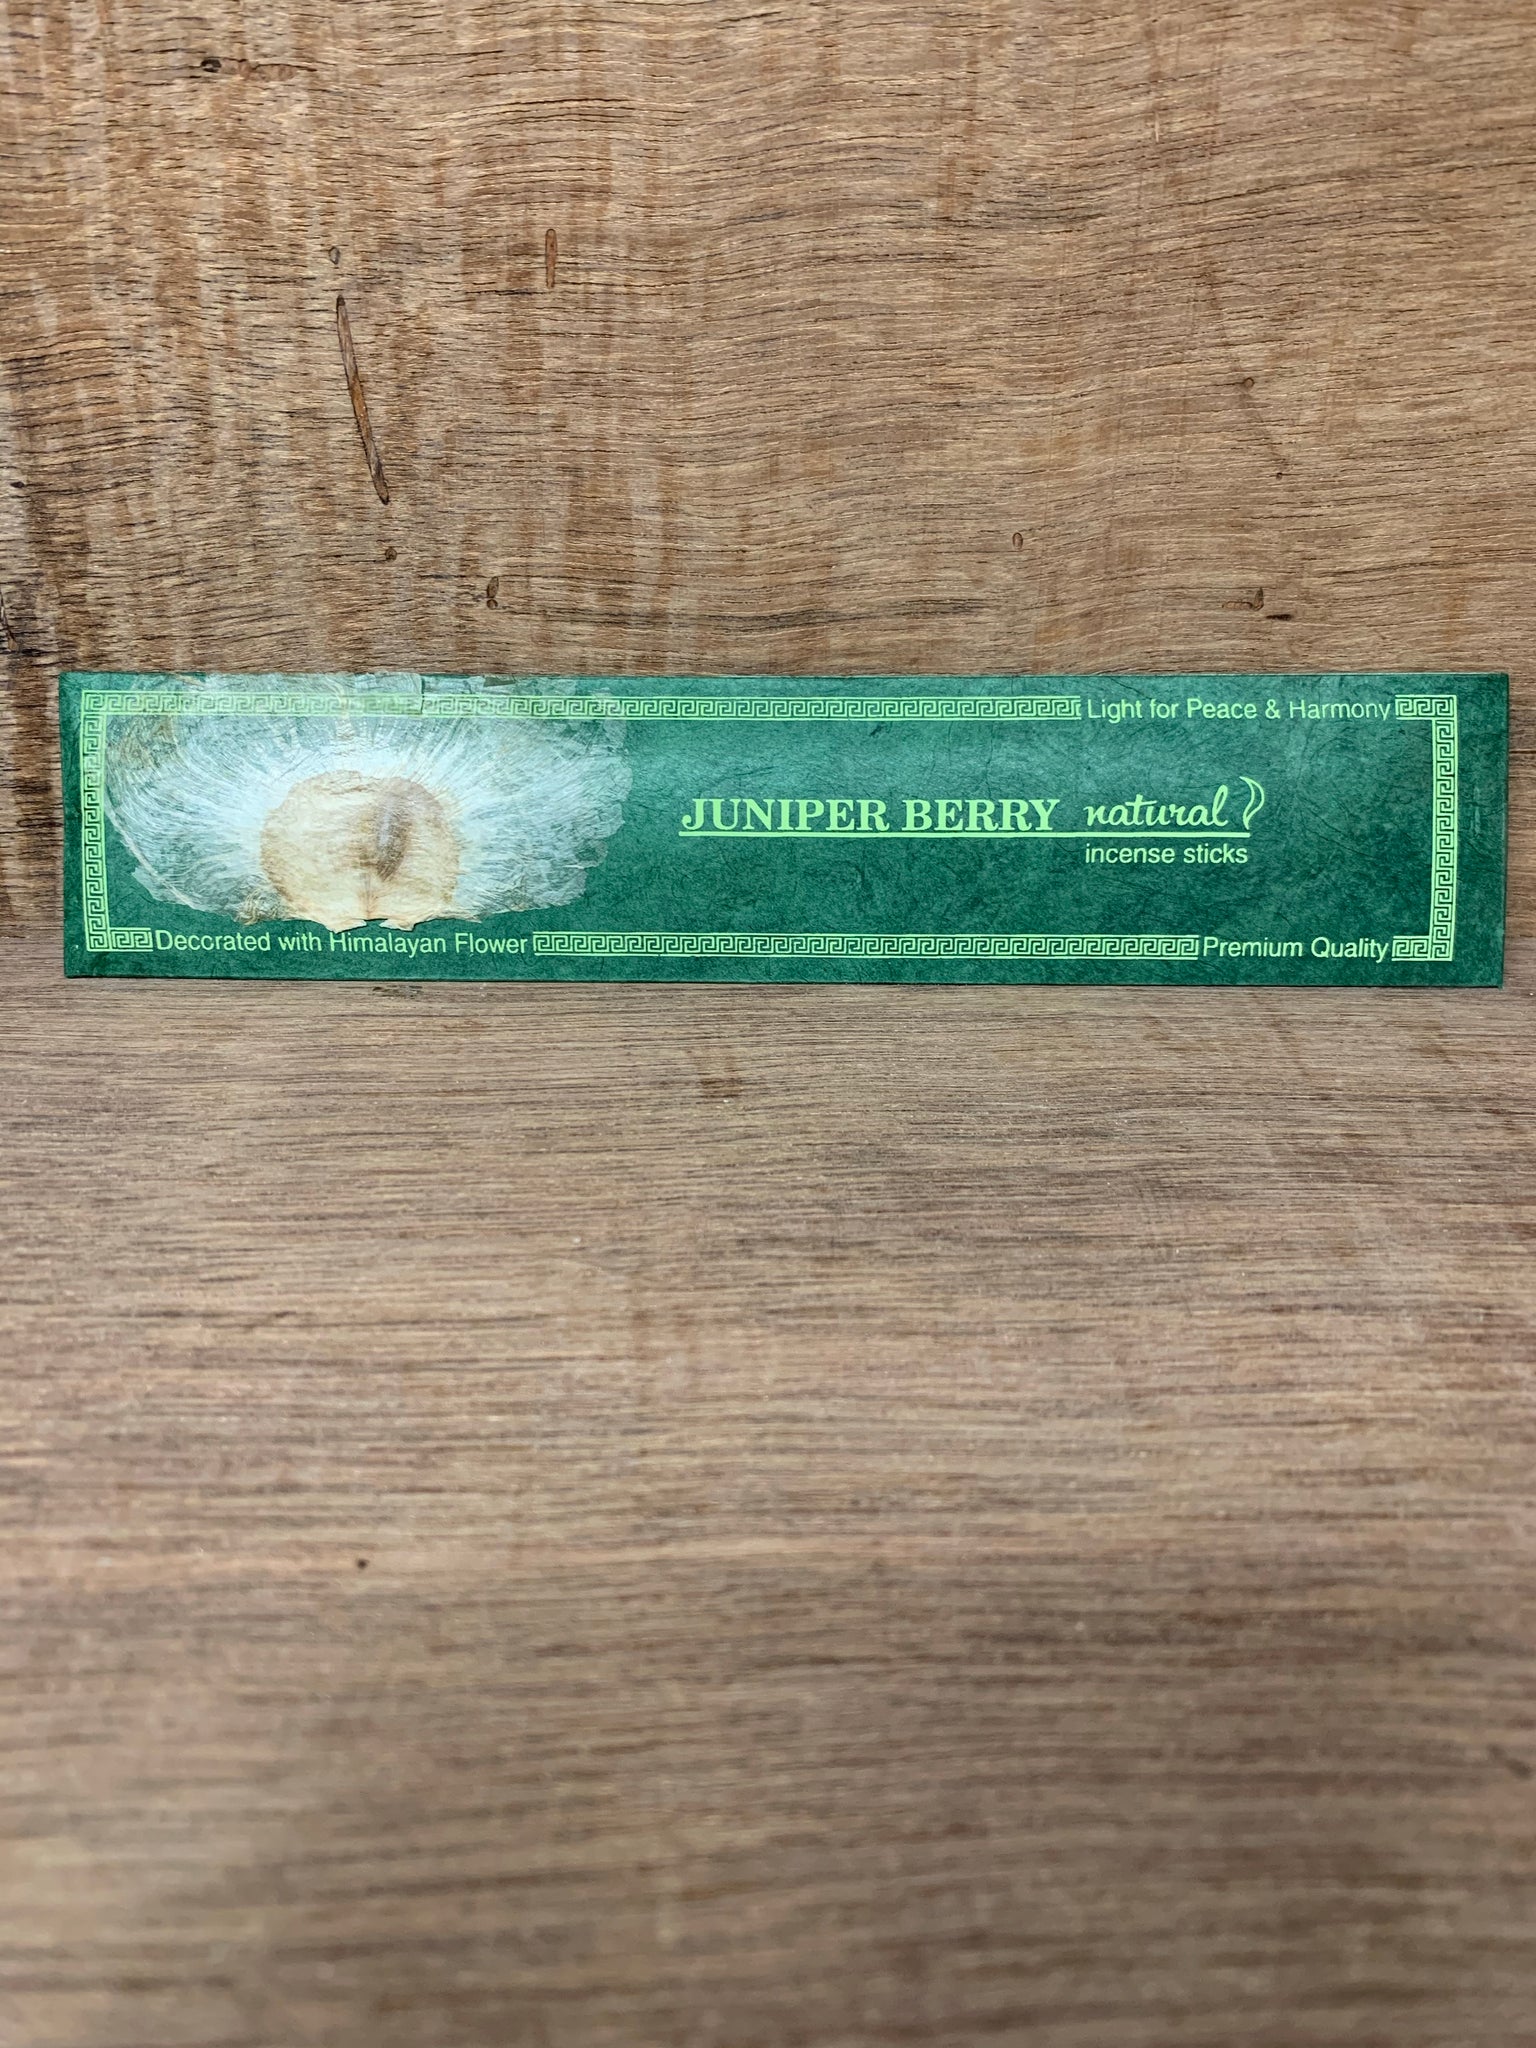 Light for Peace & Harmony
JUNIPER BERRY natural
incense sticks
Decorated with Himalayan Flower
Premium Quality